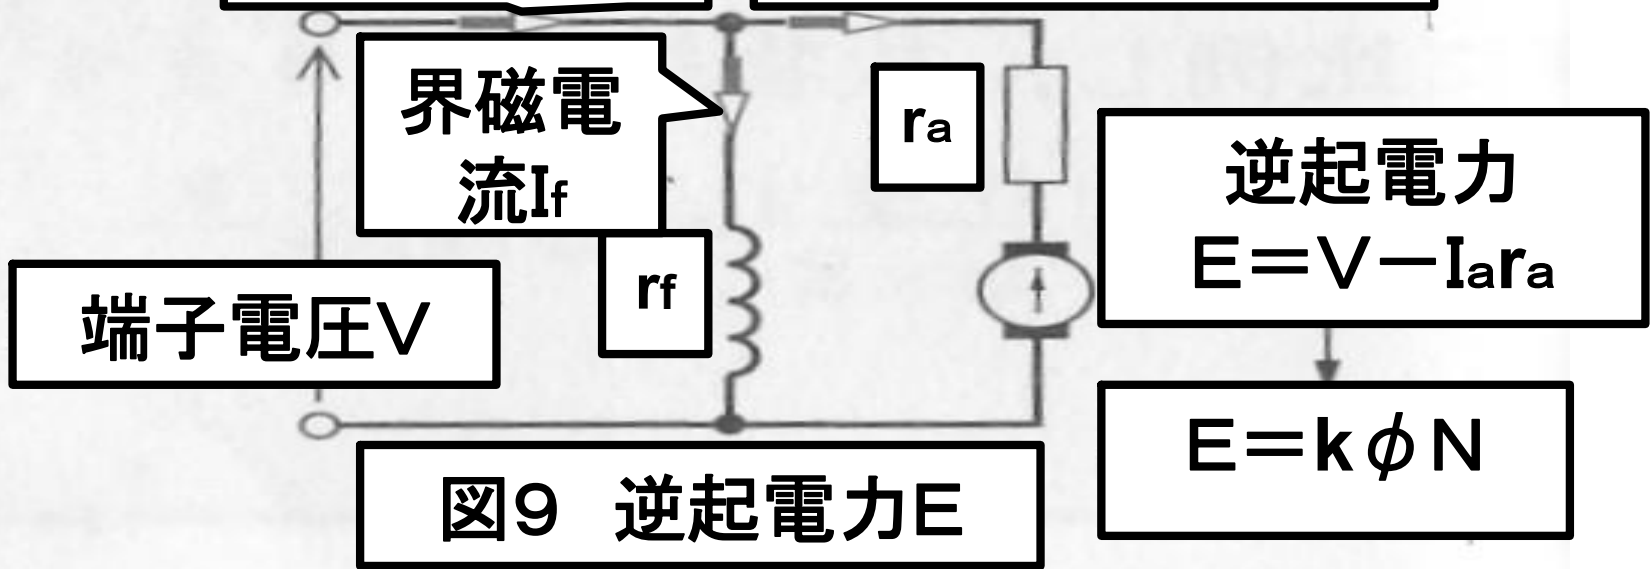 界磁電
流If
ra
逆起電力
E=V-Iara
rf
端子電圧V
E=kφN
図9 逆起電力E